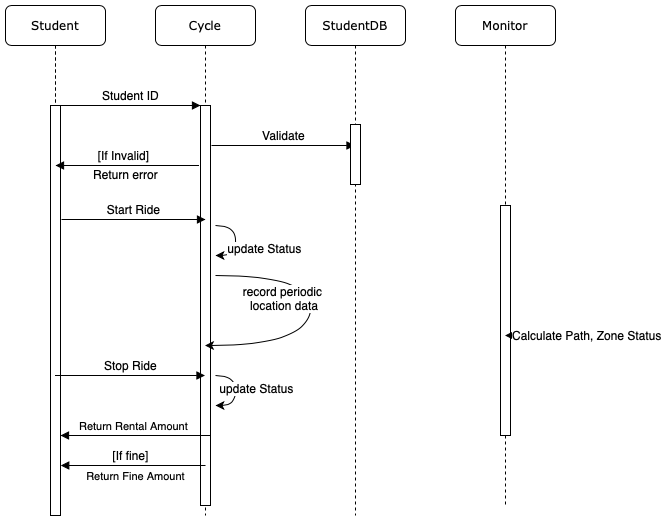 Student
Cycle
StudentDB
Monitor
Student ID
Validate
[If Invalid]
Return error
Start Ride
update Status
record periodic
location data
Calculate Path, Zone Status
Stop Ride
update Status
Return Rental Amount
[If fine]
Return Fine Amount